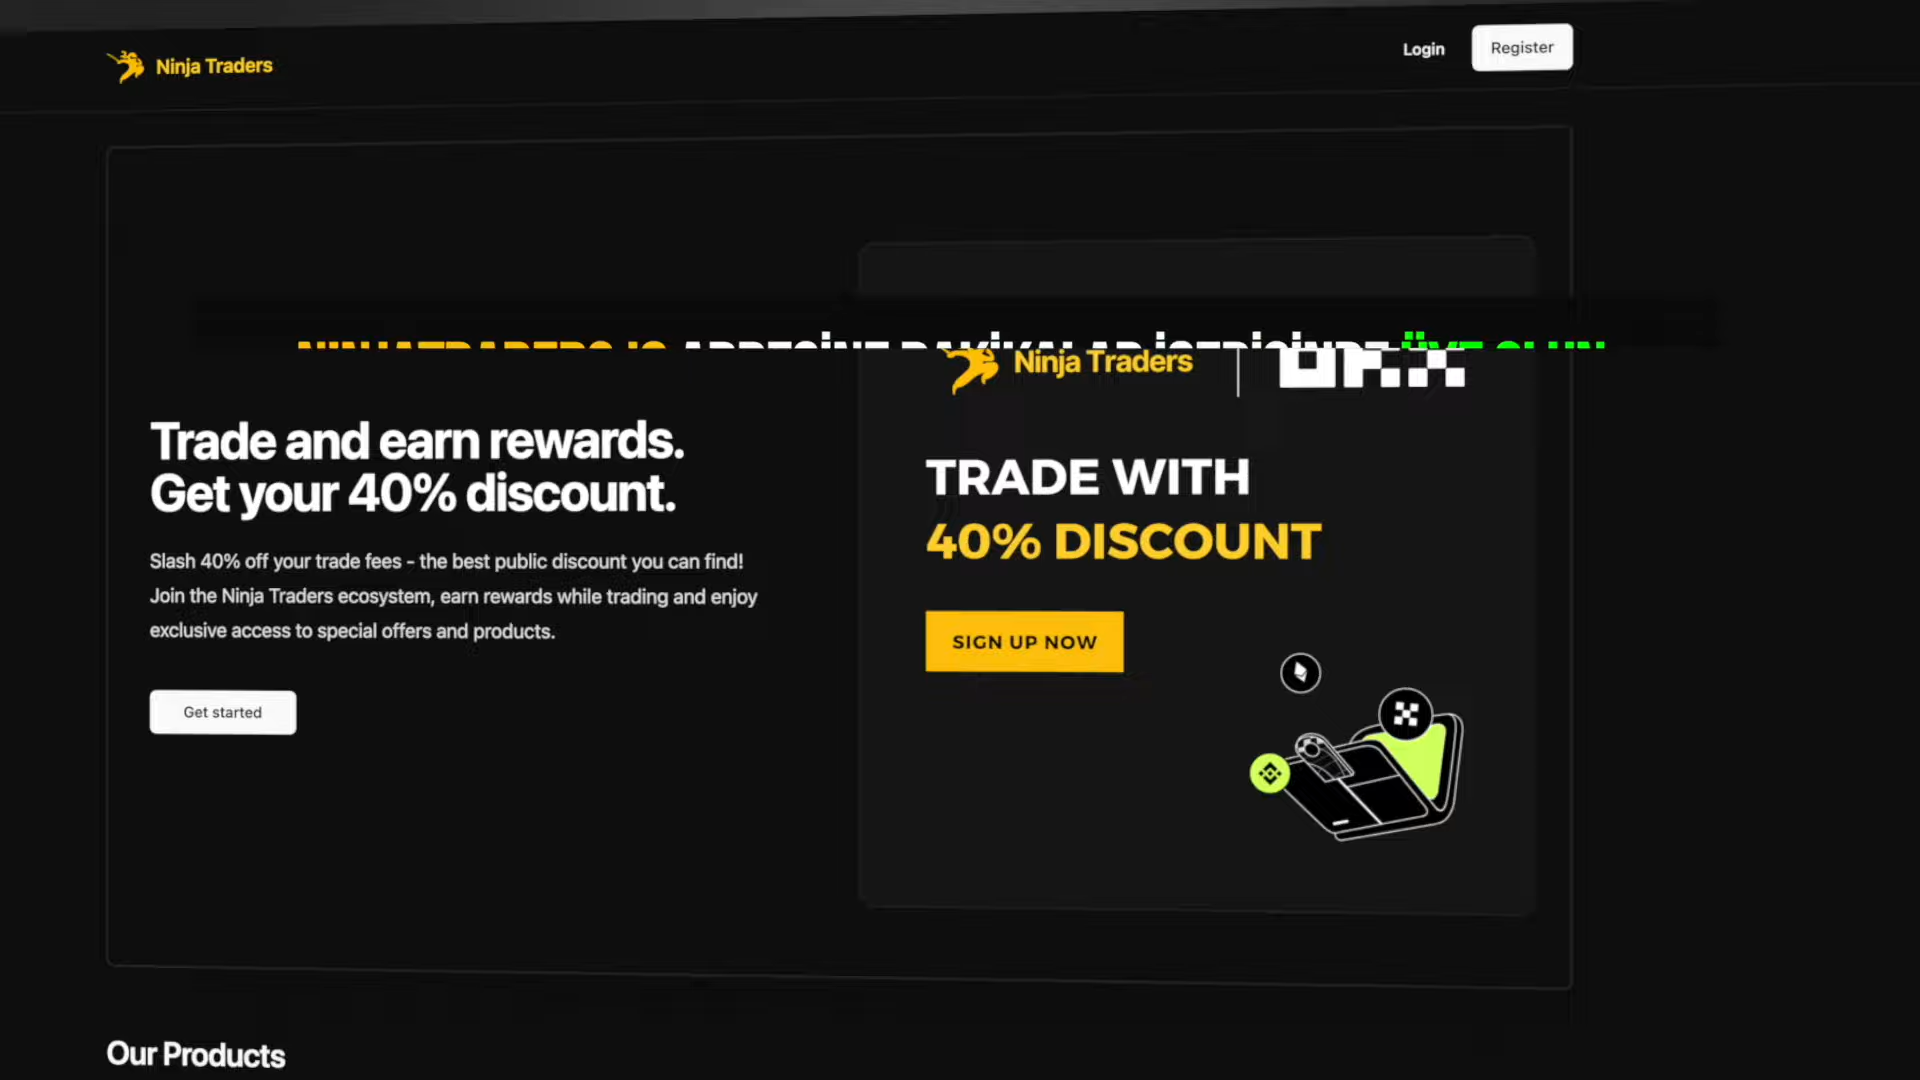 Ninja Traders
Login
Register
Ninja Traders
Trade and earn rewards.
Get your 40% discount.
Slash 40% off your trade fees - the best public discount you can find!
Join the Ninja Traders ecosystem, earn rewards while trading and enjoy
exclusive access to special offers and products.
Get started
TRADE WITH
40% DISCOUNT
SIGN UP NOW
Our Products